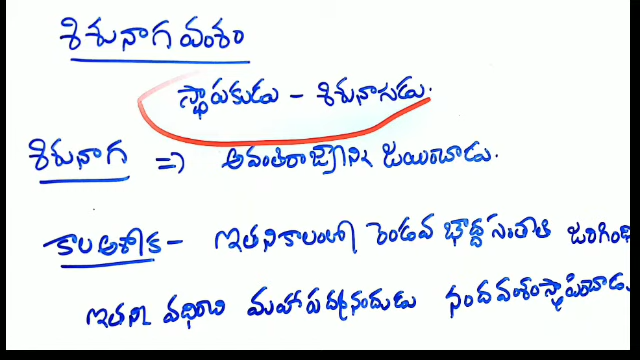 శిశునాగ వంశం
స్థాపకుడు - శిశునాగుడు.
శిశునాగ => అవంతిరాజ్యాన్ని జయించాడు.
కాలఅశోక - ఇతనికాలంలో రెండవ బౌద్ధ సంగీతి జరిగింది
ఇతని వధించి మహాపద్మనందుడు నందవంశంస్థాపించాడు.